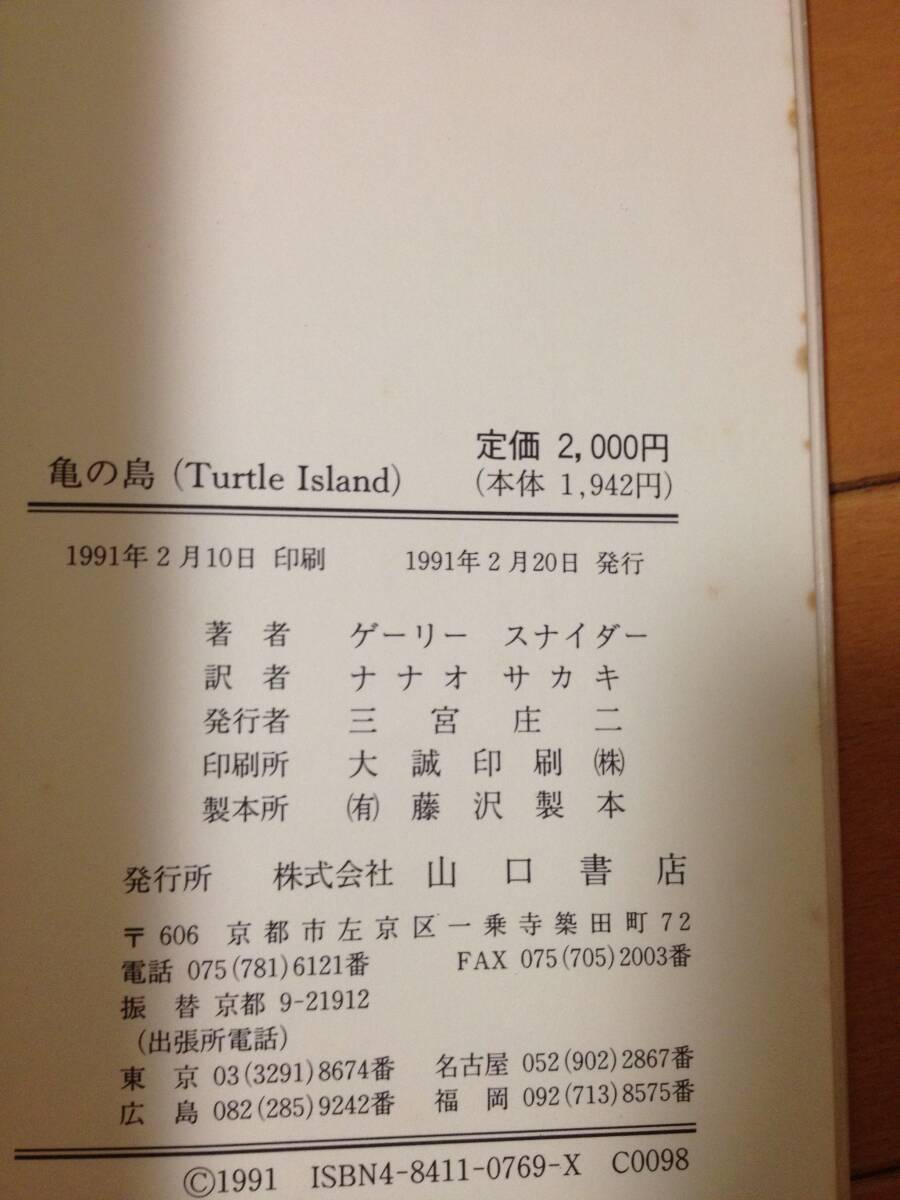 定価 2,000円
亀の島 (Turtle Island) (本体 1,942円)
1991年2月10日 印刷 1991年2月20日 発行
著者 ゲーリー スナイダー
訳者 ナナオ サカキ
発行者 三宮庄二
印刷所 大誠印刷㈱
製本所 ㈲藤沢製本
発行所 株式会社 山口書店
〒606 京都市左京区一乗寺築田町72
電話 075(781)6121番 FAX 075(705)2003番
振替 京都 9-21912
(出張所電話)
東京 03(3291)8674番 名古屋 052(902)2867番
広島 082(285)9242番 福岡 092(713)8575番
©1991 ISBN4-8411-0769-X C0098